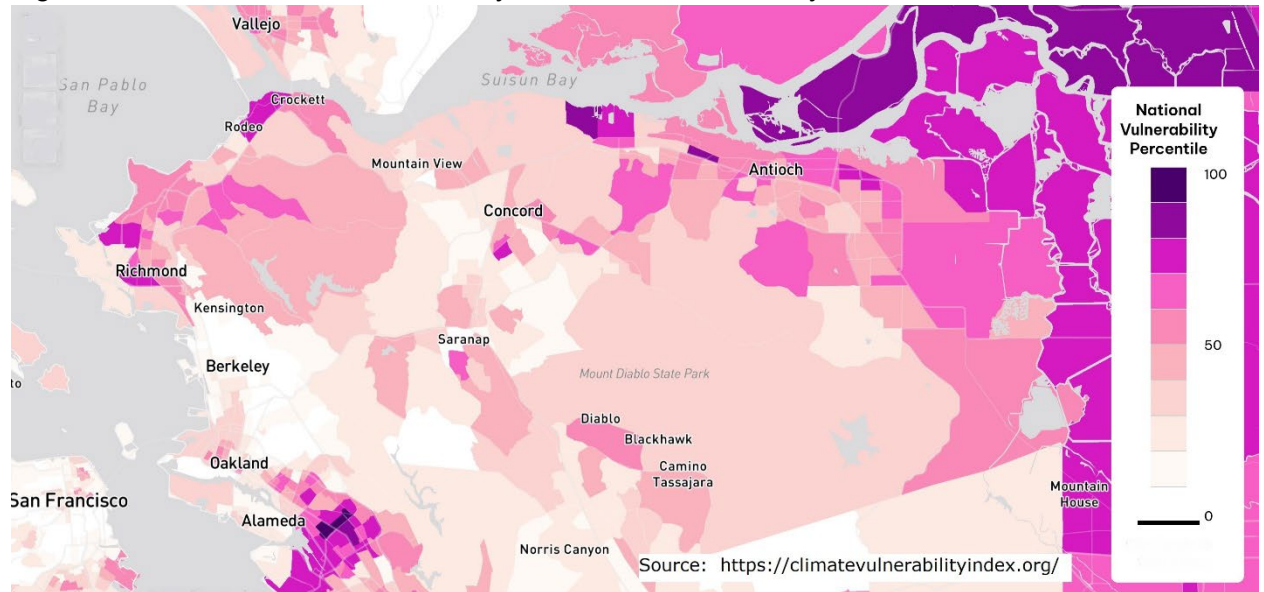 Vallejo
San Pablo
Bay
Suisun Bay
Crockett
Rodeo
Mountain View
Antioch
Concord
Richmond
Kensington
Saranap
Berkeley
Mount Diablo State Park
to
Diablo
Blackhawk
Oakland
Camino
Tassajara
San Francisco
Alameda
Mountain
House
Norris Canyon
Source: https://climatevulnerabilityindex.org/
National
Vulnerability
Percentile
100
50
0